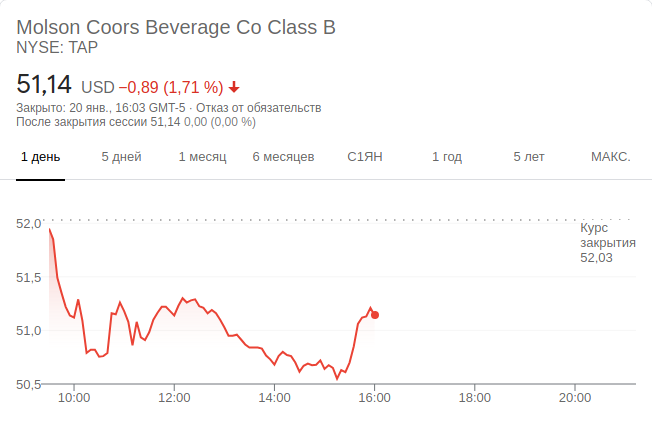 Molson Coors Beverage Co Class B
NYSE: TAP
51,14 USD −0,89 (1,71 %)
Закрыто: 20 янв., 16:03 GMT-5 · Отказ от обязательств
После закрытия сессии 51,14 0,00 (0,00 %)
1 день 5 дней 1 месяц 6 месяцев С1ЯН 1 год 5 лет МАКС.
52,0
Курс
закрытия
52,03
51,5
51,0
50,5
10:00 12:00 14:00 16:00 18:00 20:00